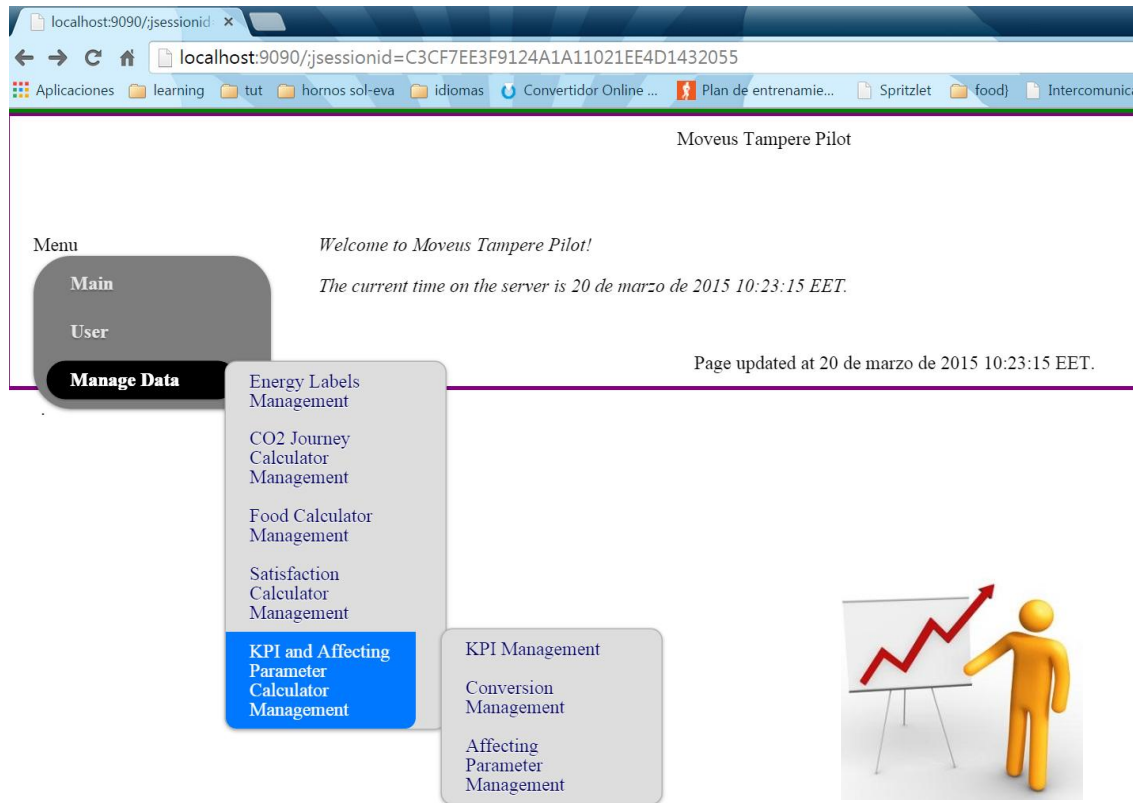 localhost:9090/;jsessionid
localhost:9090/;jsessionid=C3CF7EE3F9124A1A11021EE4D1432055
Aplicaciones learning tut hornos sol-eva idiomas Convertidor Online ... Plan de entrenamie... Spritzlet food} Intercomunica
Moveus Tampere Pilot
Menu
Welcome to Moveus Tampere Pilot!
Main
The current time on the server is 20 de marzo de 2015 10:23:15 EET.
User
Page updated at 20 de marzo de 2015 10:23:15 EET.
Manage Data
Energy Labels
Management
CO2 Journey
Calculator
Management
Food Calculator
Management
Satisfaction
Calculator
Management
KPI and Affecting
Parameter
Calculator
Management
KPI Management
Conversion
Management
Affecting
Parameter
Management